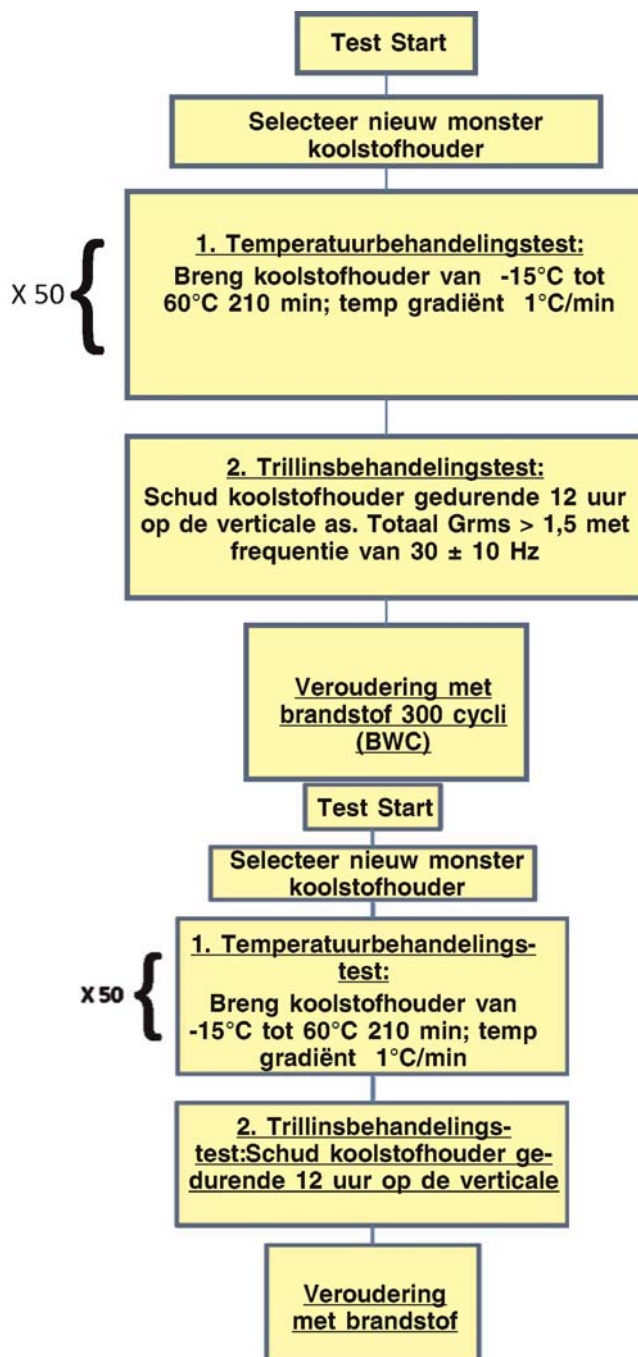 Test Start
Selecteer nieuw monster
koolstofhouder
X 50
1. Temperatuurbehandelingstest:
Breng koolstofhouder van -15°C tot
60°C 210 min; temp gradiënt 1°C/min
2. Trillinsbehandelingstest:
Schud koolstofhouder gedurende 12 uur
op de verticale as. Totaal Grms > 1,5 met
frequentie van 30 ± 10 Hz
Veroudering met
brandstof 300 cycli
(BWC)
Test Start
Selecteer nieuw monster
koolstofhouder
X 50
1. Temperatuurbehandelings-
test:
Breng koolstofhouder van
-15°C tot 60°C 210 min; temp
gradiënt 1°C/min
2. Trillinsbehandelings-
test:Schud koolstofhouder ge-
durende 12 uur op de verticale
Veroudering
met brandstof